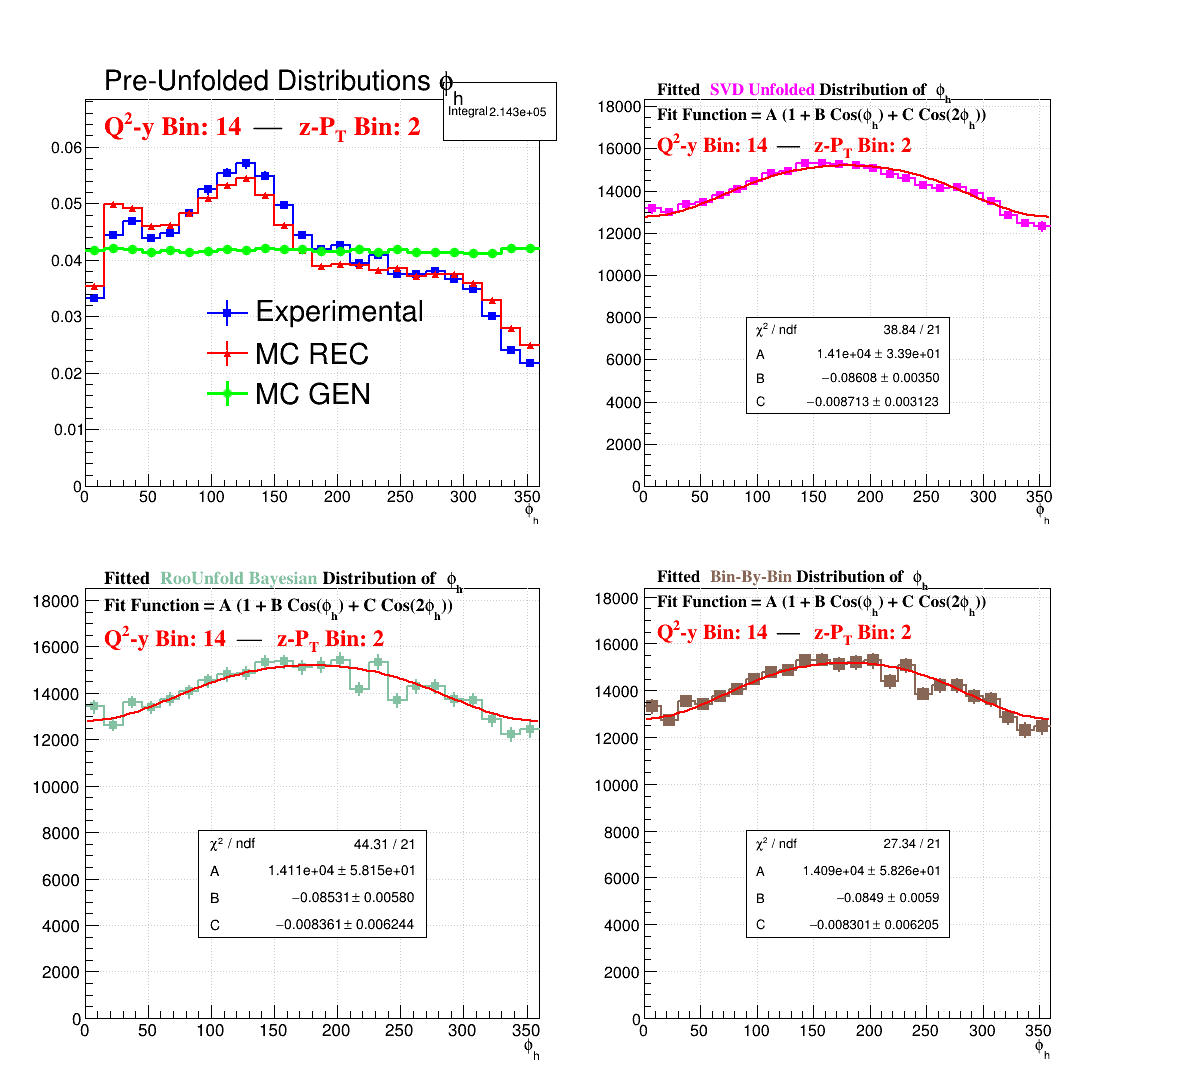 Pre-Unfolded Distributions ϕh
Integral 2.143e+05
Q²-y Bin: 14 — z-PT Bin: 2
0.06
0.05
0.04
0.03
0.02
0.01
0
Experimental
MC REC
MC GEN
0 50 100 150 200 250 300 350
ϕh
Fitted SVD Unfolded Distribution of ϕh
Fit Function = A (1 + B Cos(ϕh) + C Cos(2ϕh))
Q²-y Bin: 14 — z-PT Bin: 2
18000
16000
14000
12000
10000
8000
6000
4000
2000
0
χ² / ndf 38.84 / 21
A 1.41e+04 ± 3.39e+01
B −0.08608 ± 0.00350
C −0.008713 ± 0.003123
0 50 100 150 200 250 300 350
ϕh
Fitted RooUnfold Bayesian Distribution of ϕh
Fit Function = A (1 + B Cos(ϕh) + C Cos(2ϕh))
Q²-y Bin: 14 — z-PT Bin: 2
18000
16000
14000
12000
10000
8000
6000
4000
2000
0
χ² / ndf 44.31 / 21
A 1.411e+04 ± 5.815e+01
B −0.08531 ± 0.00580
C −0.008361 ± 0.006244
0 50 100 150 200 250 300 350
ϕh
Fitted Bin-By-Bin Distribution of ϕh
Fit Function = A (1 + B Cos(ϕh) + C Cos(2ϕh))
Q²-y Bin: 14 — z-PT Bin: 2
18000
16000
14000
12000
10000
8000
6000
4000
2000
0
χ² / ndf 27.34 / 21
A 1.409e+04 ± 5.826e+01
B −0.0849 ± 0.0059
C −0.008301 ± 0.006205
0 50 100 150 200 250 300 350
ϕh